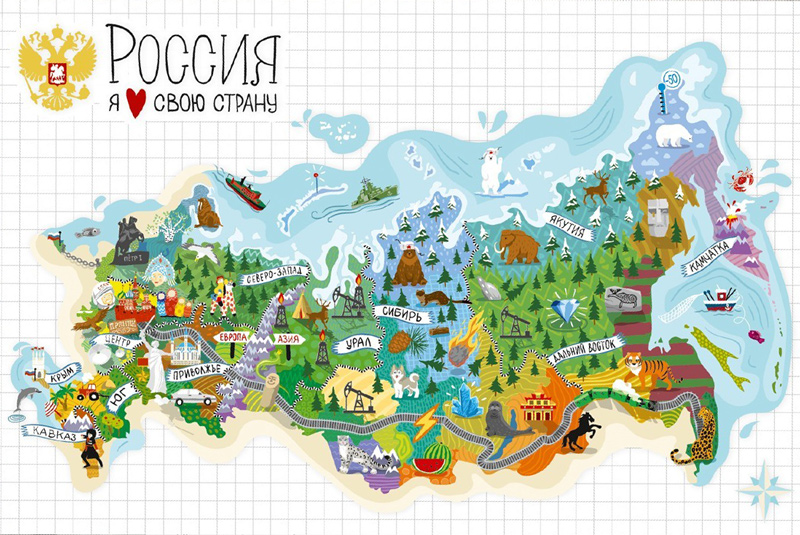 РОССИЯ
Я СВОЮ СТРАНУ
-50
ЯКУТИЯ
КАМЧАТКА
ПЕТР I
СЕВЕРО-ЗАПАД
СИБИРЬ
ЦЕНТР
ЕВРОПА АЗИЯ
УРАЛ
ДАЛЬНИЙ ВОСТОК
КРЫМ
ПРИВОЛЖЬЕ
ЮГ
КАВКАЗ